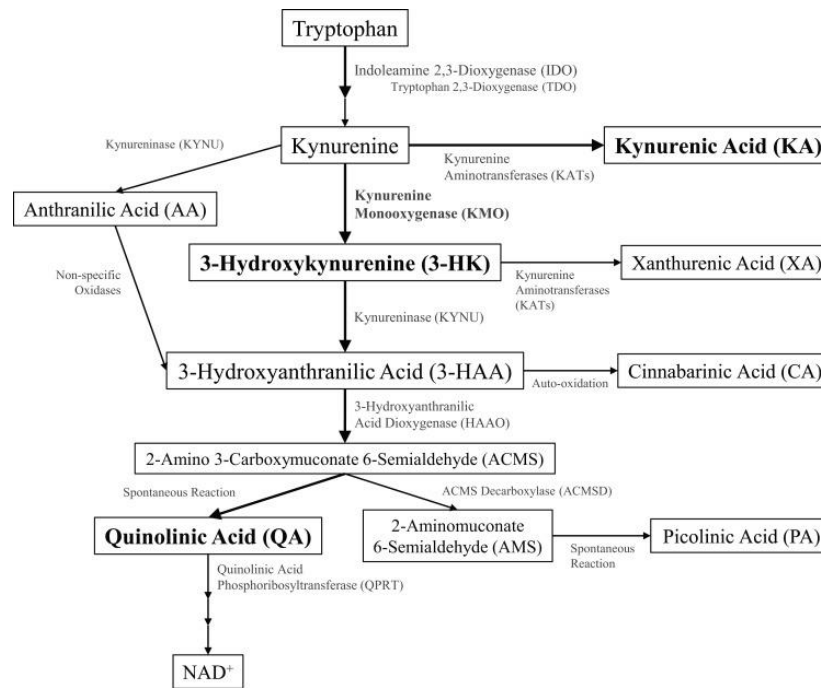 Tryptophan
Indoleamine 2,3-Dioxygenase (IDO)
Tryptophan 2,3-Dioxygenase (TDO)
Kynureninase (KYNU)
Kynurenine
Kynurenic Acid (KA)
Kynurenine
Aminotransferases (KATs)
Kynurenine
Monooxygenase (KMO)
Anthranilic Acid (AA)
3-Hydroxykynurenine (3-HK)
Xanthurenic Acid (XA)
Non-specific
Oxidases
Kynurenine
Aminotransferases
(KATs)
Kynureninase (KYNU)
3-Hydroxyanthranilic Acid (3-HAA)
Cinnabarinic Acid (CA)
Auto-oxidation
3-Hydroxyanthranilic
Acid Dioxygenase (HAAO)
2-Amino 3-Carboxymuconate 6-Semialdehyde (ACMS)
Spontaneous Reaction
ACMS Decarboxylase (ACMSD)
Quinolinic Acid (QA)
2-Aminomuconate
6-Semialdehyde (AMS)
Picolinic Acid (PA)
Spontaneous
Reaction
Quinolinic Acid
Phosphoribosyltransferase (QPRT)
NAD⁺